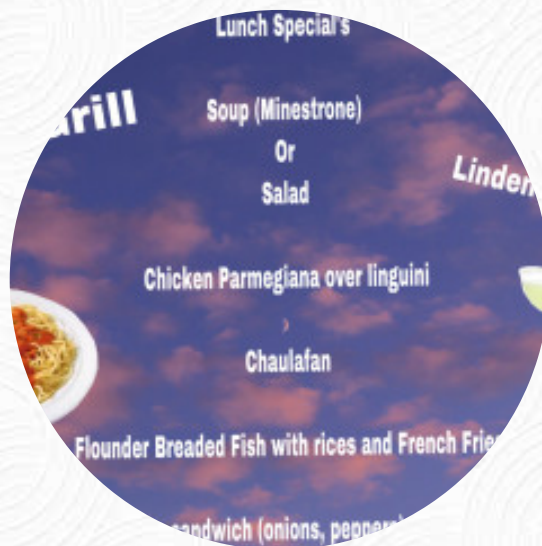 Lunch Special's
Soup (Minestrone)
Or
Salad
Linden
Chicken Parmegiana over linguini
Chaulafan
Flounder Breaded Fish with rices and French
(onions,